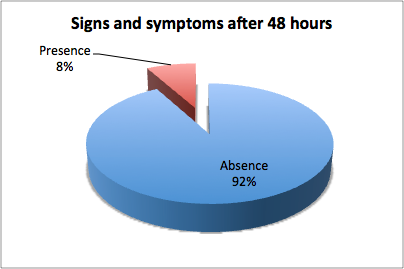 Signs and symptoms after 48 hours
Presence
8%
Absence
92%